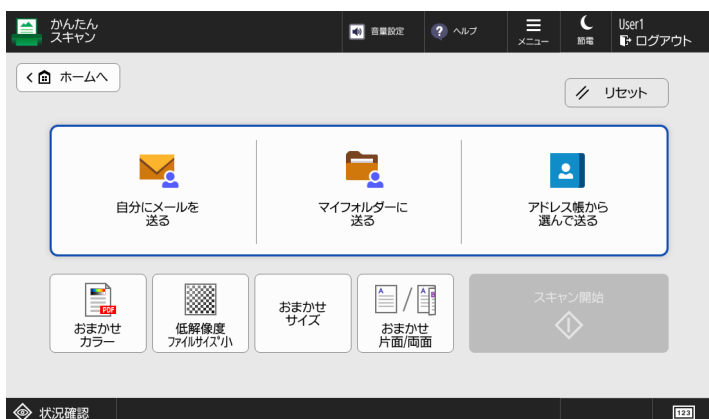 かんたん
スキャン
音量設定
ヘルプ
メニュー
節電
User1
ログアウト
ホームへ
リセット
自分にメールを
送る
マイフォルダーに
送る
アドレス帳から
選んで送る
PDF
おまかせ
カラー
低解像度
ファイルサイズ小
おまかせ
サイズ
A
/
A
B
おまかせ
片面/両面
スキャン開始
状況確認
123